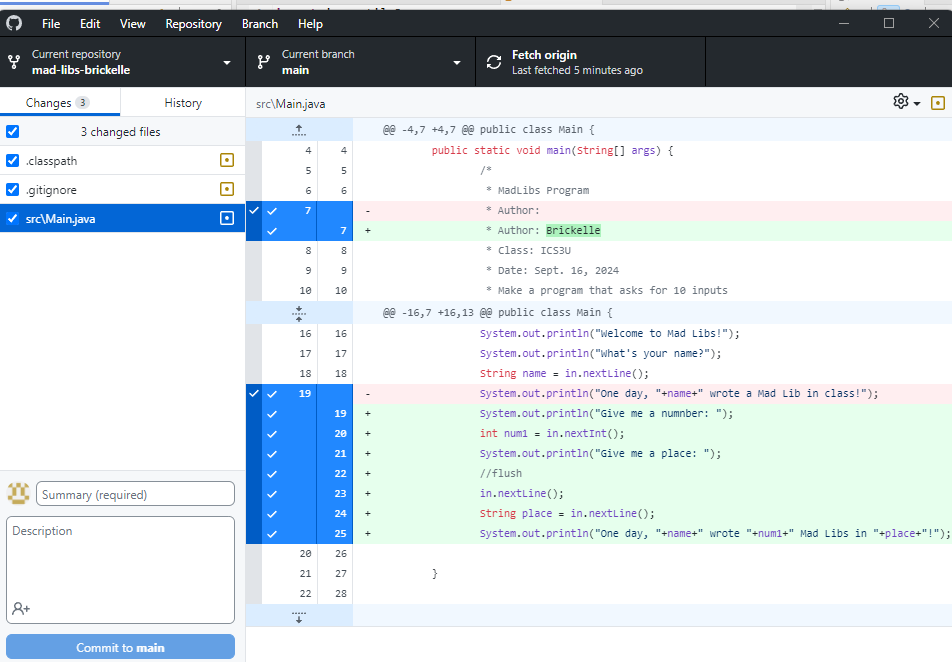 File Edit View Repository Branch Help
Current repository
mad-libs-brickelle
Current branch
main
Fetch origin
Last fetched 5 minutes ago
Changes 3
History
src\Main.java
3 changed files
.classpath
.gitignore
src\Main.java
@@ -4,7 +4,7 @@ public class Main {
4 4 public static void main(String[] args) {
5 5 /*
6 6 * MadLibs Program
7 - * Author:
7 + * Author: Brickelle
8 8 * Class: ICS3U
9 9 * Date: Sept. 16, 2024
10 10 * Make a program that asks for 10 inputs
@@ -16,7 +16,13 @@ public class Main {
16 16 System.out.println("Welcome to Mad Libs!");
17 17 System.out.println("What's your name?");
18 18 String name = in.nextLine();
19 - System.out.println("One day, "+name+" wrote a Mad Lib in class!");
19 + System.out.println("Give me a numnber: ");
20 + int num1 = in.nextInt();
21 + System.out.println("Give me a place: ");
22 + //flush
23 + in.nextLine();
24 + String place = in.nextLine();
25 + System.out.println("One day, "+name+" wrote "+num1+" Mad Libs in "+place+"!");
20 26
21 27 }
22 28
Summary (required)
Description
Commit to main